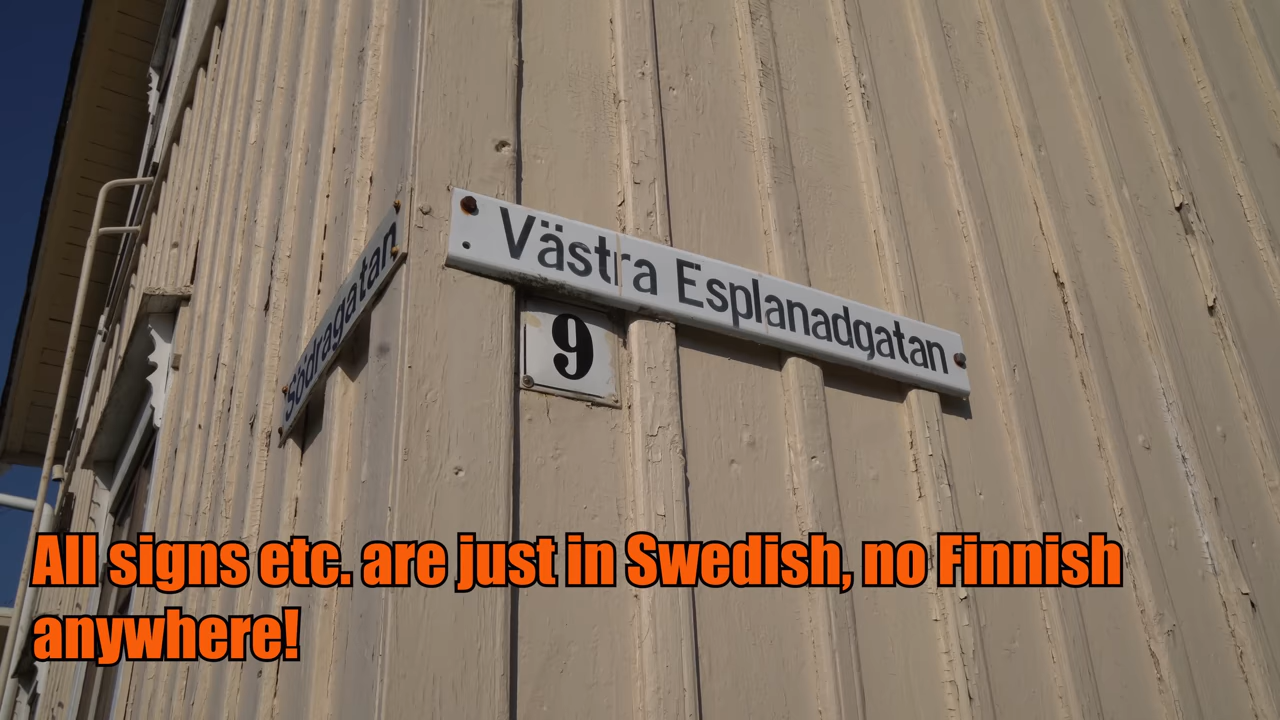 Södragatan
Västra Esplanadgatan
9
All signs etc. are just in Swedish, no Finnish
anywhere!